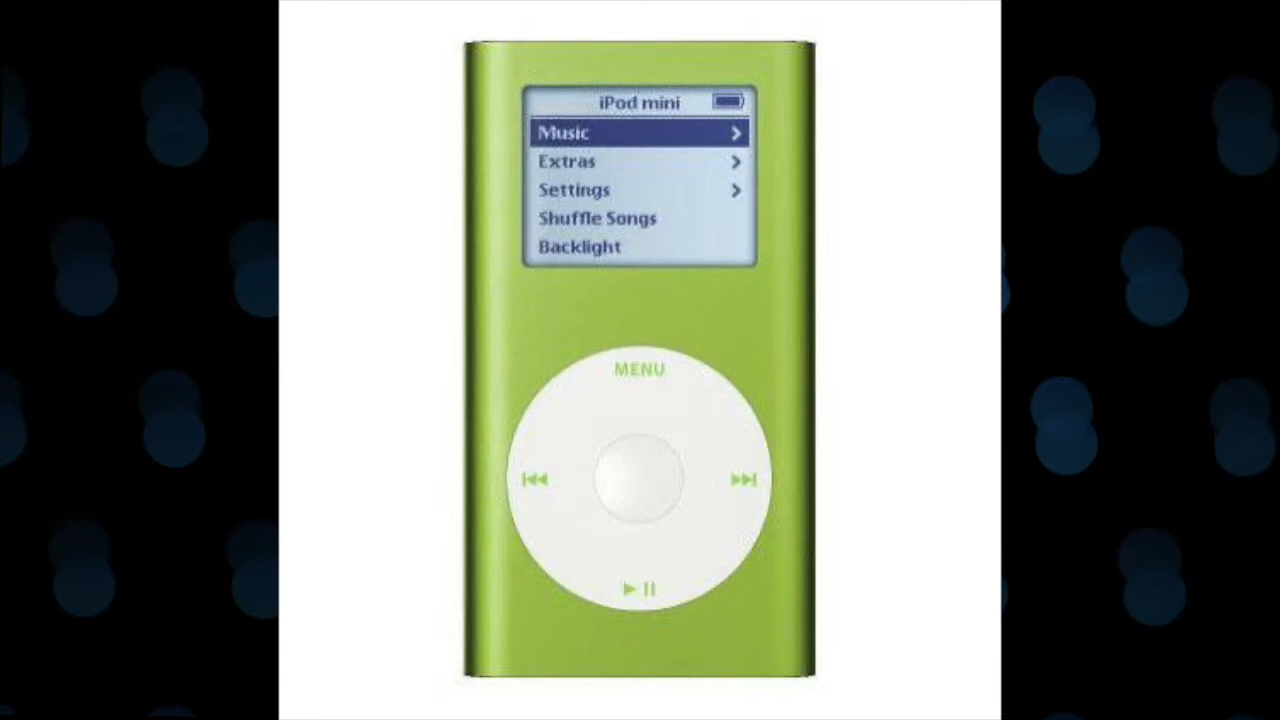 iPod mini
Music
Extras
Settings
Shuffle Songs
Backlight
MENU